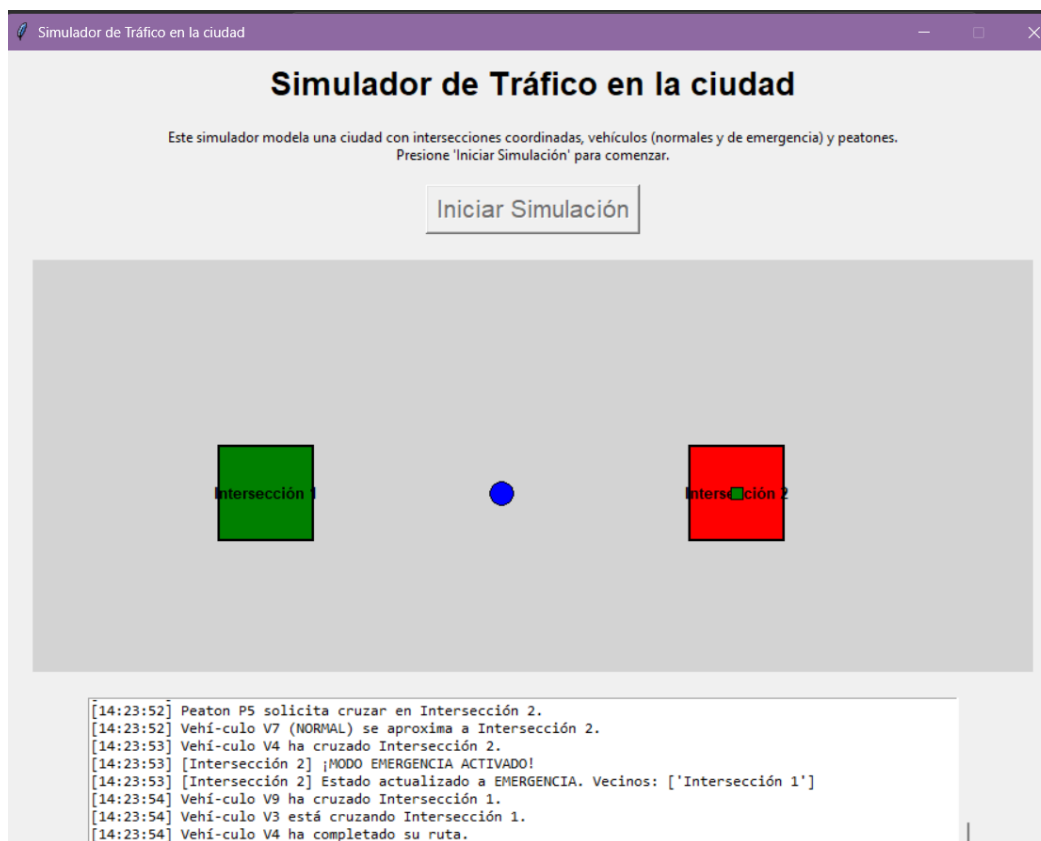 Simulador de Tráfico en la ciudad
Simulador de Tráfico en la ciudad
Este simulador modela una ciudad con intersecciones coordinadas, vehículos (normales y de emergencia) y peatones.
Presione 'Iniciar Simulación' para comenzar.
Iniciar Simulación
Intersección 1
Intersección 2
[14:23:52] Peaton P5 solicita cruzar en Intersección 2.
[14:23:52] Vehí-culo V7 (NORMAL) se aproxima a Intersección 2.
[14:23:53] Vehí-culo V4 ha cruzado Intersección 2.
[14:23:53] [Intersección 2] ¡MODO EMERGENCIA ACTIVADO!
[14:23:53] [Intersección 2] Estado actualizado a EMERGENCIA. Vecinos: ['Intersección 1']
[14:23:54] Vehí-culo V9 ha cruzado Intersección 1.
[14:23:54] Vehí-culo V3 está cruzando Intersección 1.
[14:23:54] Vehí-culo V4 ha completado su ruta.